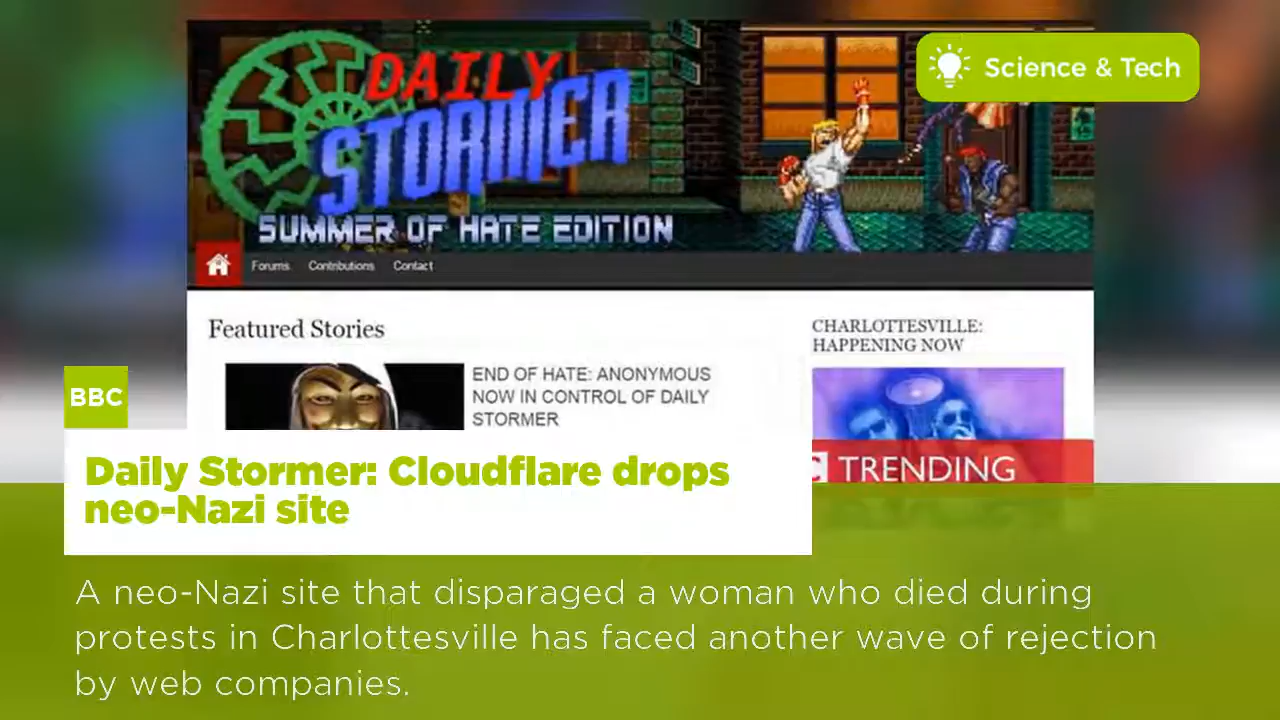 DAILY
STORMER
SUMMER OF HATE EDITION
Science & Tech
Forums Contributions Contact
Featured Stories
CHARLOTTESVILLE:
HAPPENING NOW
END OF HATE: ANONYMOUS
NOW IN CONTROL OF DAILY
STORMER
BBC
TRENDING
Daily Stormer: Cloudflare drops
neo-Nazi site
A neo-Nazi site that disparaged a woman who died during
protests in Charlottesville has faced another wave of rejection
by web companies.